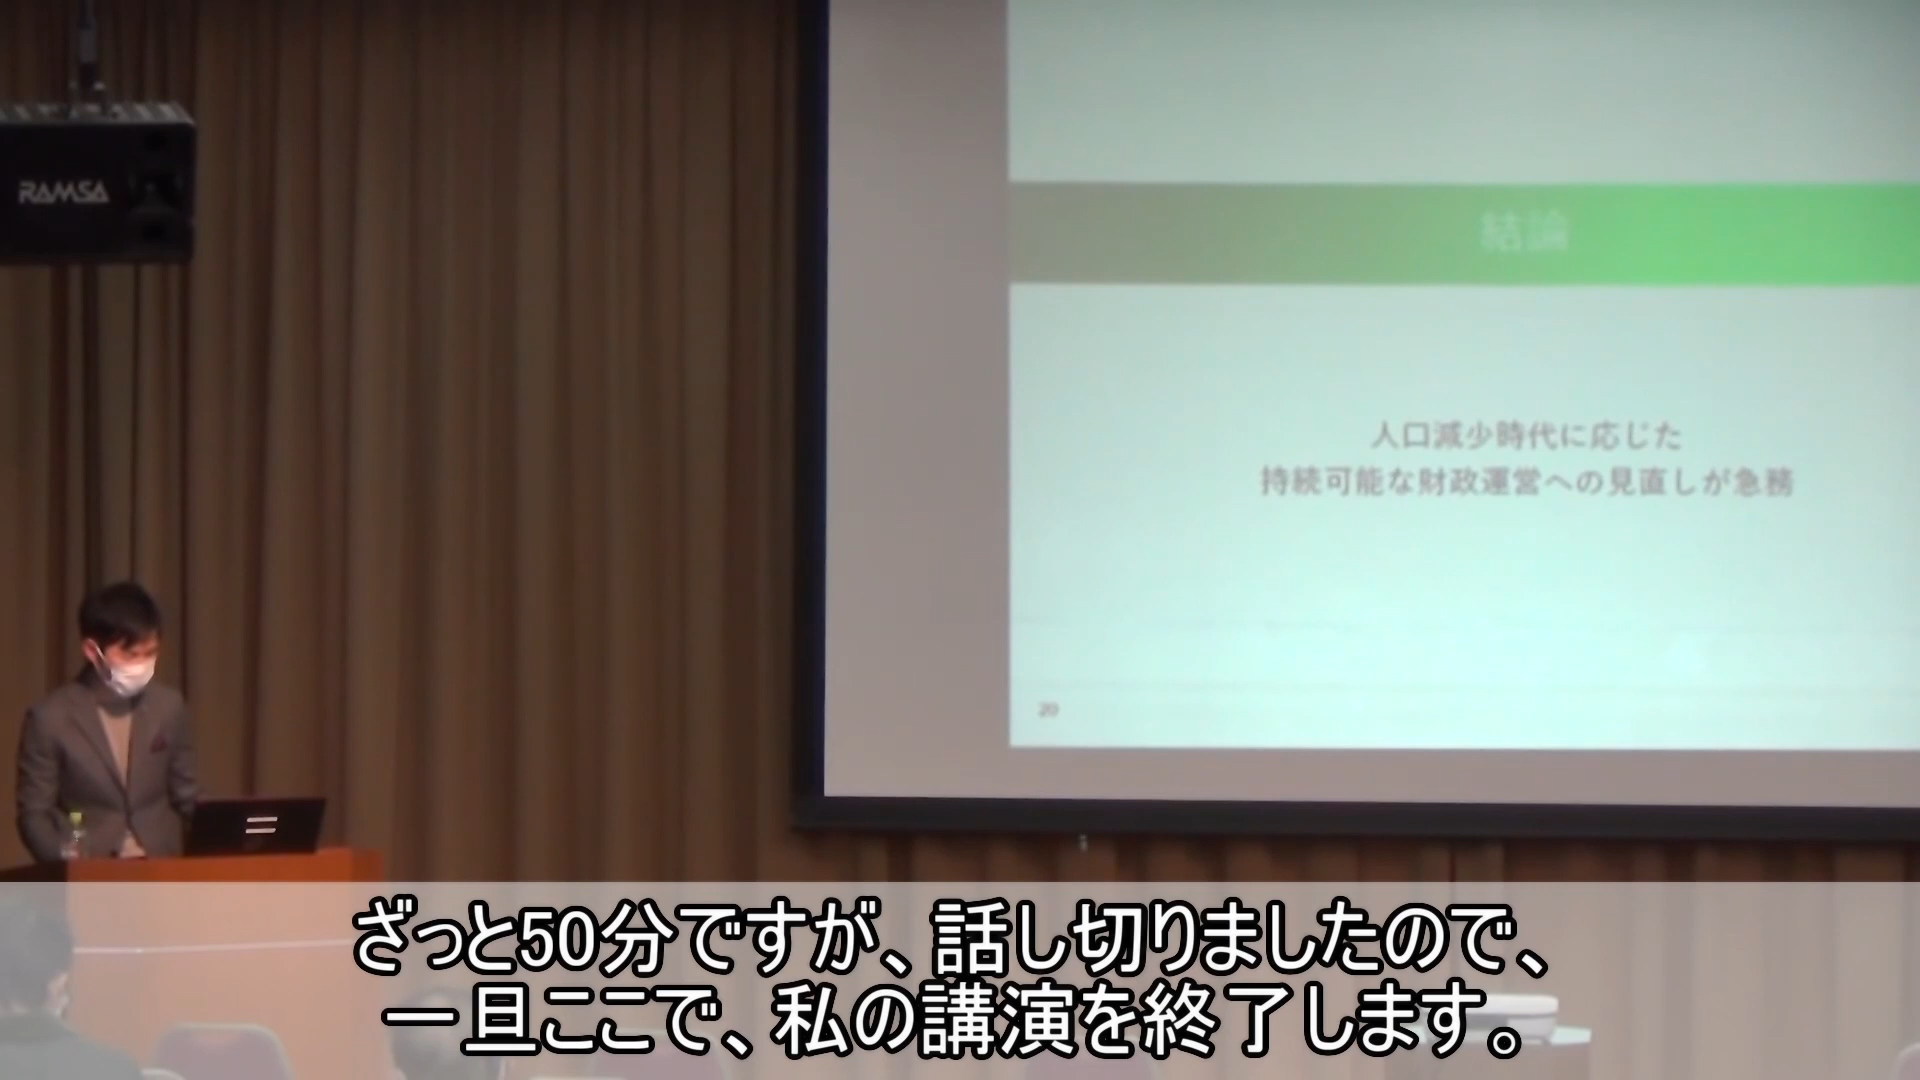 RAMSA
結論
人口減少時代に応じた
持続可能な財政運営への見直しが急務
20
ざっと50分ですが、話し切りましたので、
一旦ここで、私の講演を終了します。